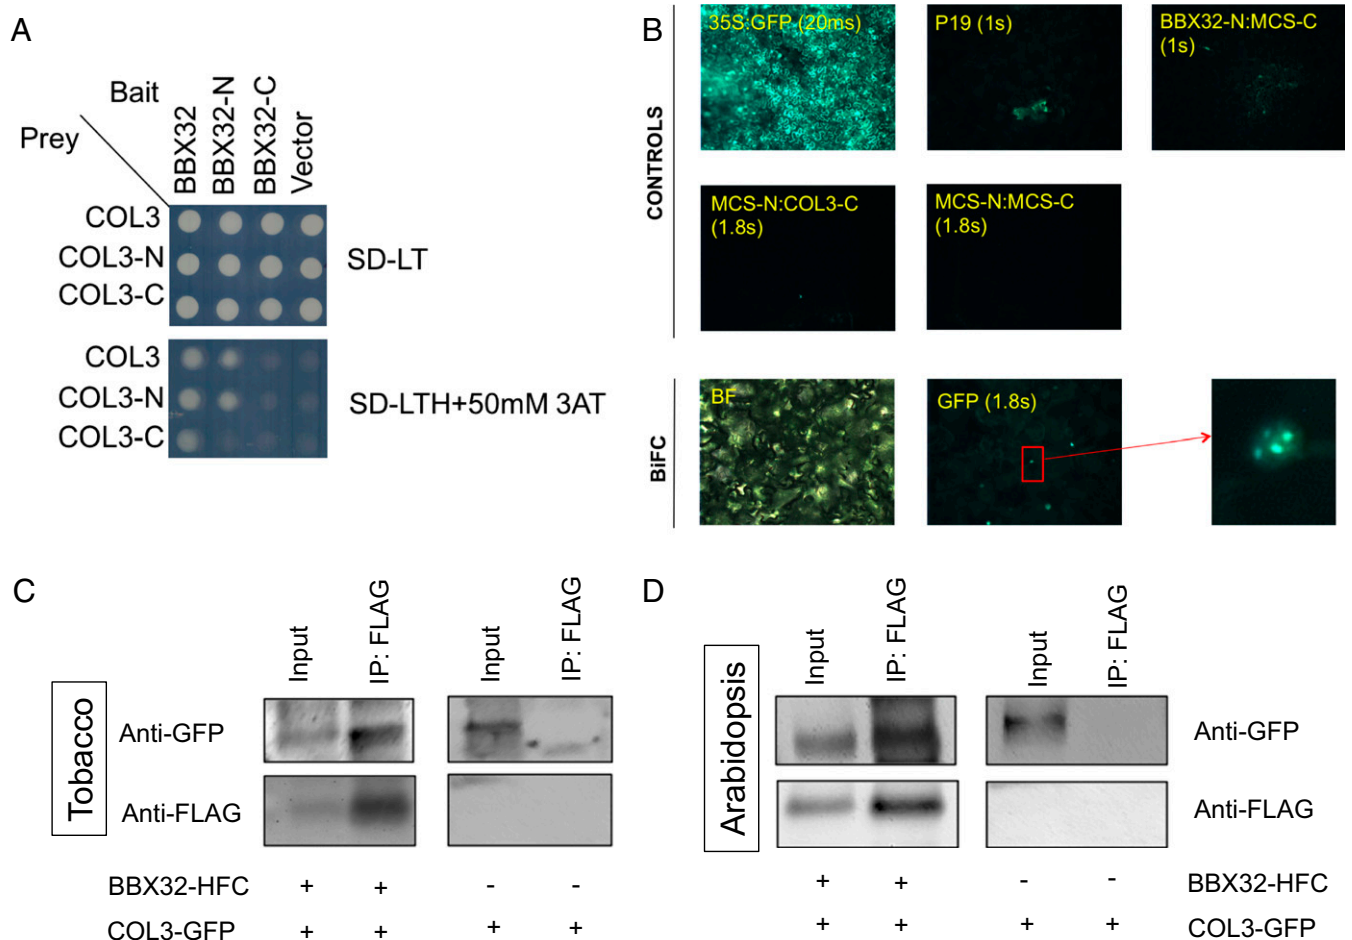 A
Bait
Prey
BBX32
BBX32-N
BBX32-C
Vector
COL3
COL3-N
COL3-C
SD-LT
COL3
COL3-N
COL3-C
SD-LTH+50mM 3AT
B
CONTROLS
35S:GFP (20ms)
P19 (1s)
BBX32-N:MCS-C
(1s)
MCS-N:COL3-C
(1.8s)
MCS-N:MCS-C
(1.8s)
BiFC
BF
GFP (1.8s)
C
Tobacco
Input
IP: FLAG
Input
IP: FLAG
Anti-GFP
Anti-FLAG
BBX32-HFC + + - -
COL3-GFP + + + +
D
Arabidopsis
Input
IP: FLAG
Input
IP: FLAG
Anti-GFP
Anti-FLAG
+ + - - BBX32-HFC
+ + + + COL3-GFP